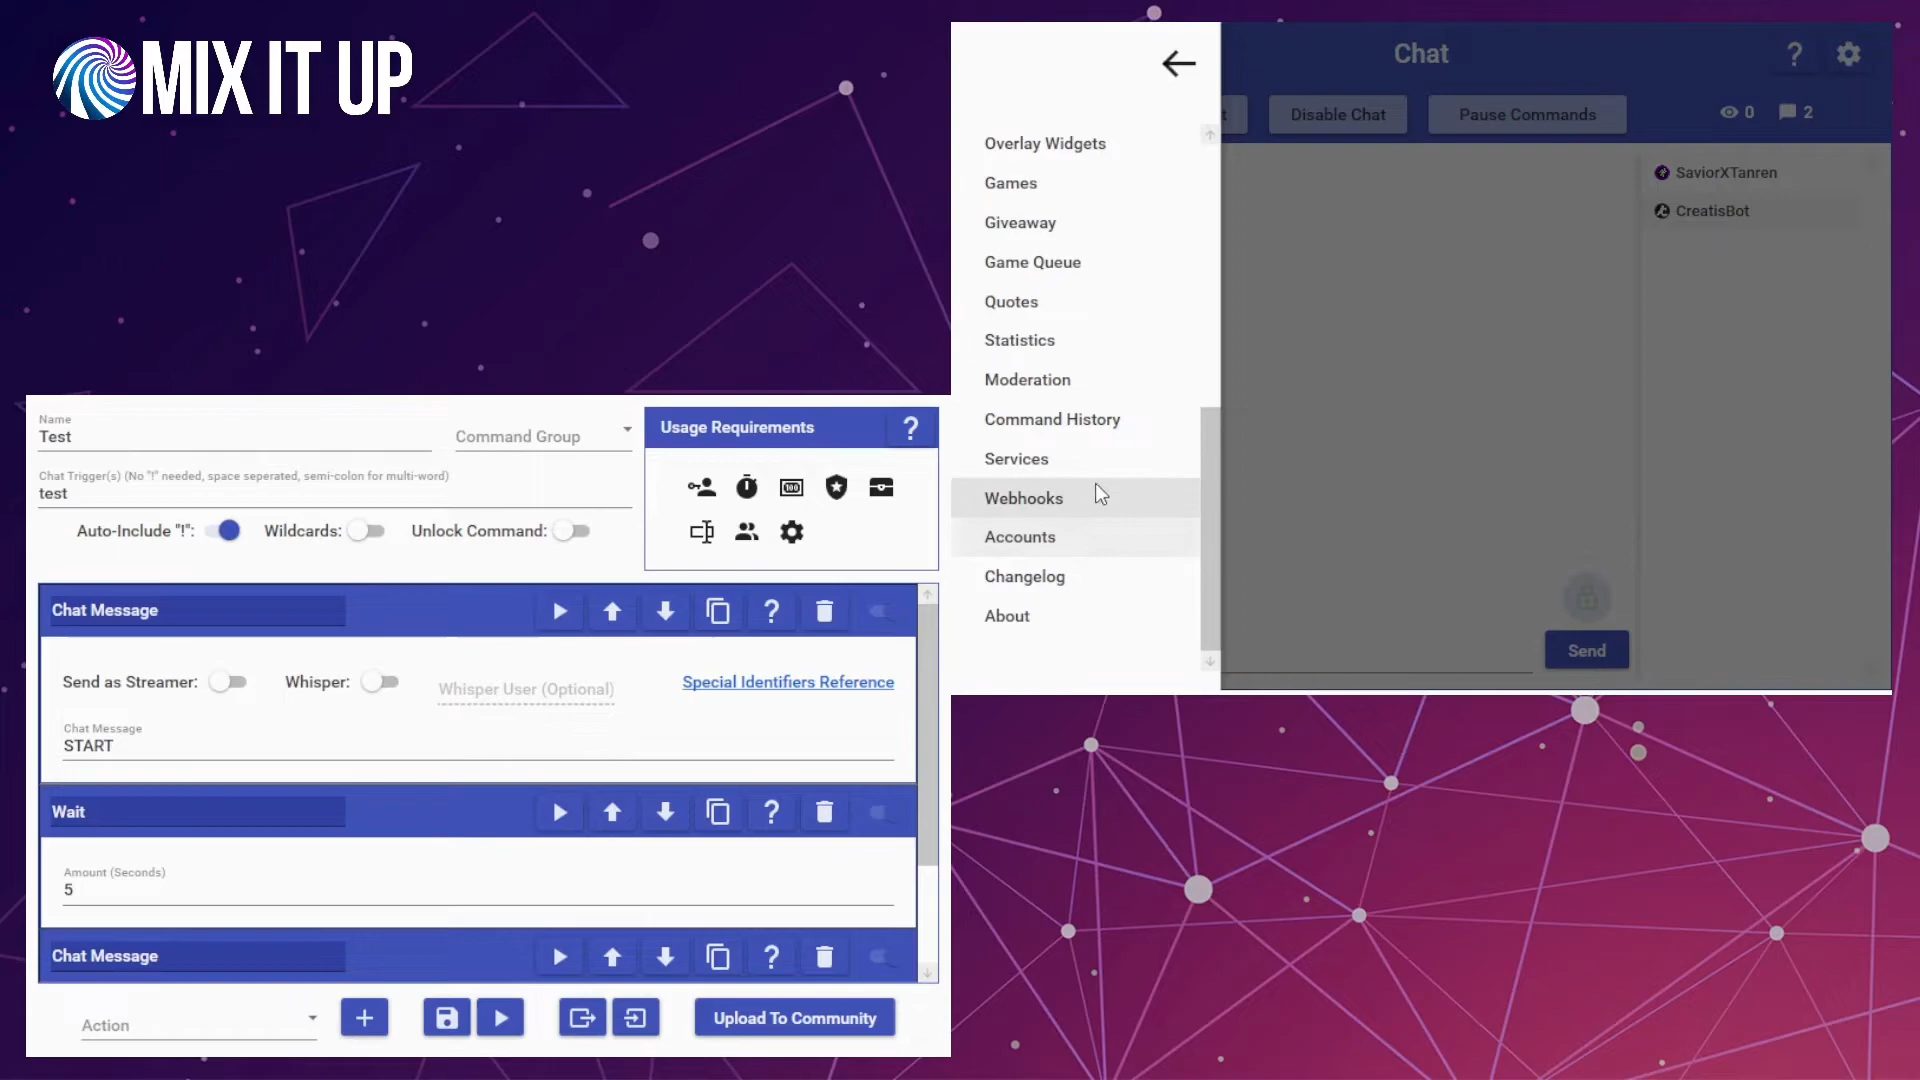 MIX IT UP
Name
Test
Command Group
Chat Trigger(s) (No "!" needed, space seperated, semi-colon for multi-word)
test
Auto-Include "!":
Wildcards:
Unlock Command:
Usage Requirements
?
100
Chat Message
?
Send as Streamer:
Whisper:
Whisper User (Optional)
Special Identifiers Reference
Chat Message
START
Wait
?
Amount (Seconds)
5
Chat Message
?
Action
Upload To Community
Overlay Widgets
Games
Giveaway
Game Queue
Quotes
Statistics
Moderation
Command History
Services
Webhooks
Accounts
Changelog
About
Chat
?
t
Disable Chat
Pause Commands
0
2
SaviorXTanren
CreatisBot
Send